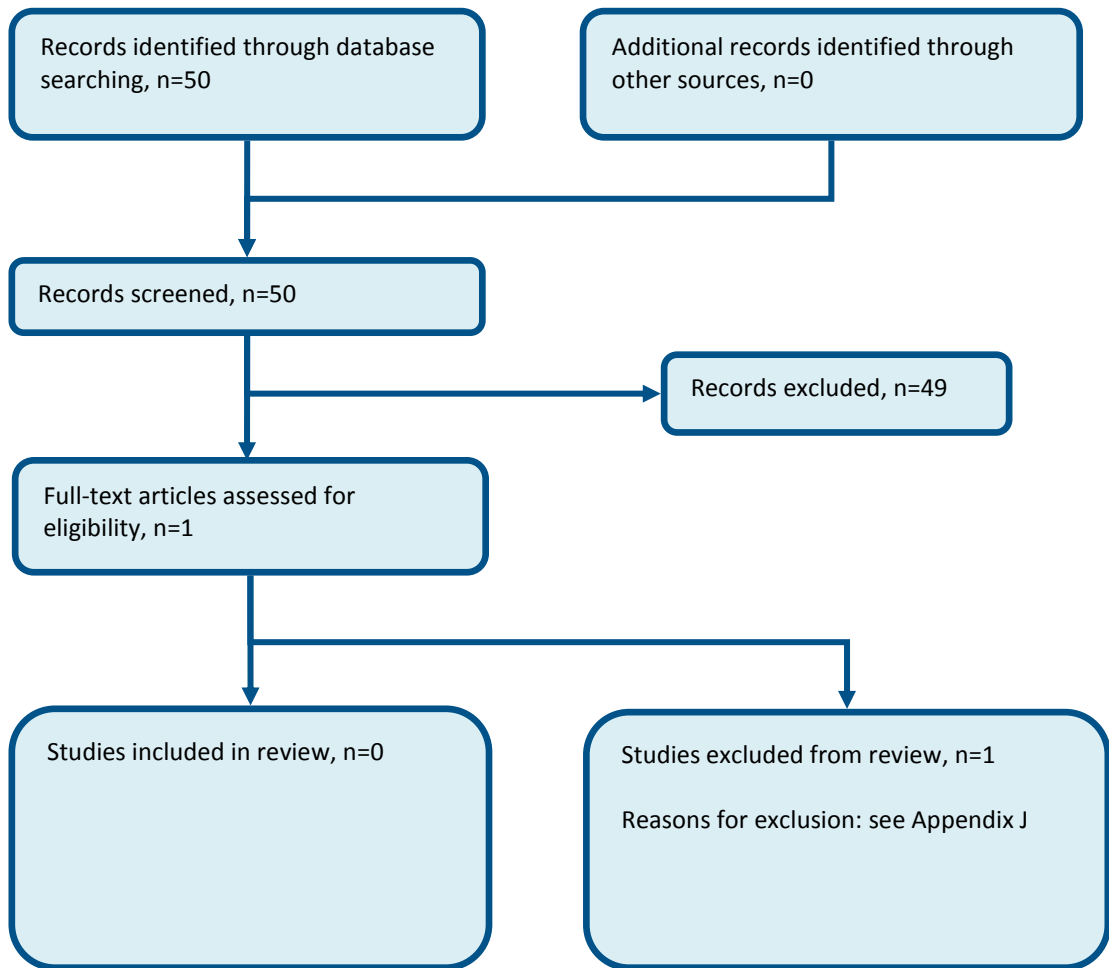 Records identified through database
searching, n=50
Additional records identified through
other sources, n=0
Records screened, n=50
Records excluded, n=49
Full-text articles assessed for
eligibility, n=1
Studies included in review, n=0
Studies excluded from review, n=1
Reasons for exclusion: see Appendix J